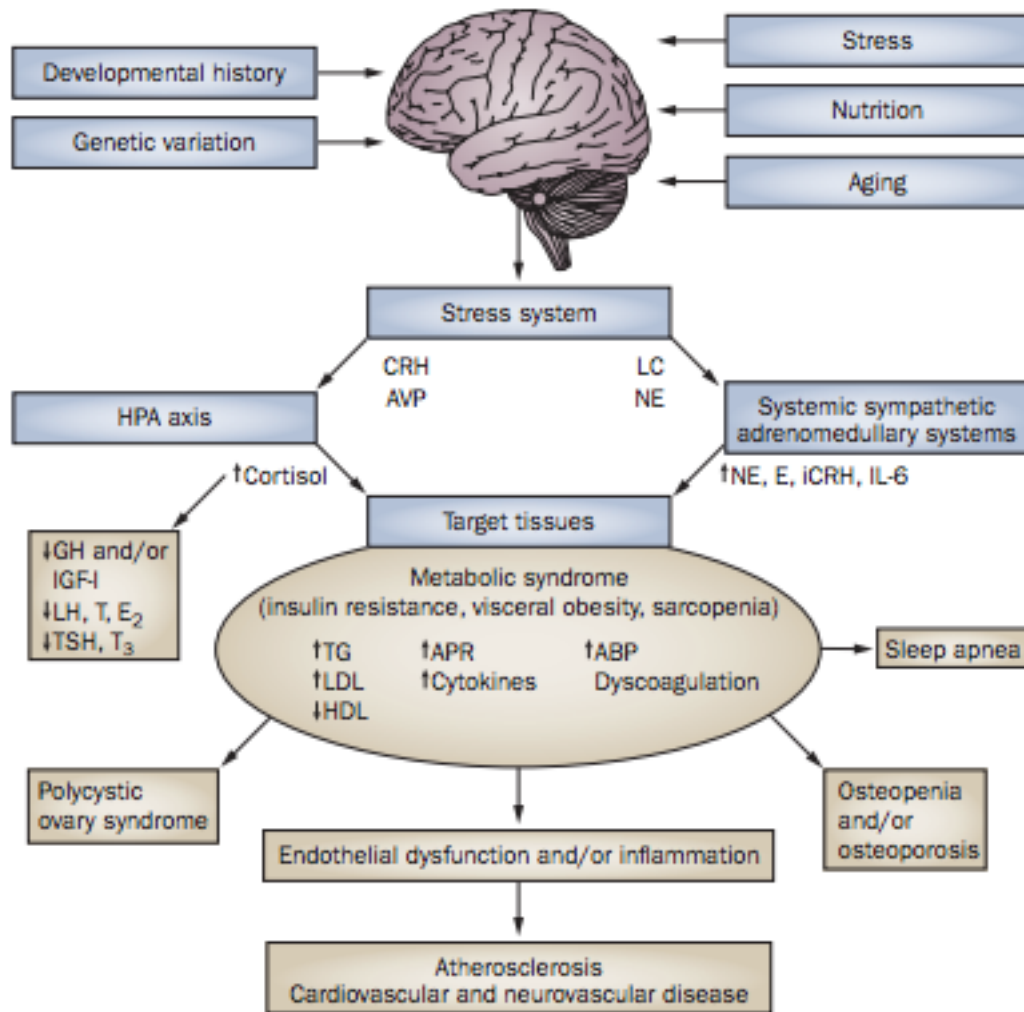 Developmental history
Genetic variation
Stress
Nutrition
Aging
Stress system
CRH
AVP
LC
NE
HPA axis
Systemic sympathetic
adrenomedullary systems
↑Cortisol
↑NE, E, iCRH, IL-6
Target tissues
↓GH and/or
IGF-I
↓LH, T, E₂
↓TSH, T₃
Metabolic syndrome
(insulin resistance, visceral obesity, sarcopenia)
↑TG
↑LDL
↓HDL
↑APR
↑Cytokines
↑ABP
Dyscoagulation
Sleep apnea
Polycystic
ovary syndrome
Osteopenia
and/or
osteoporosis
Endothelial dysfunction and/or inflammation
Atherosclerosis
Cardiovascular and neurovascular disease